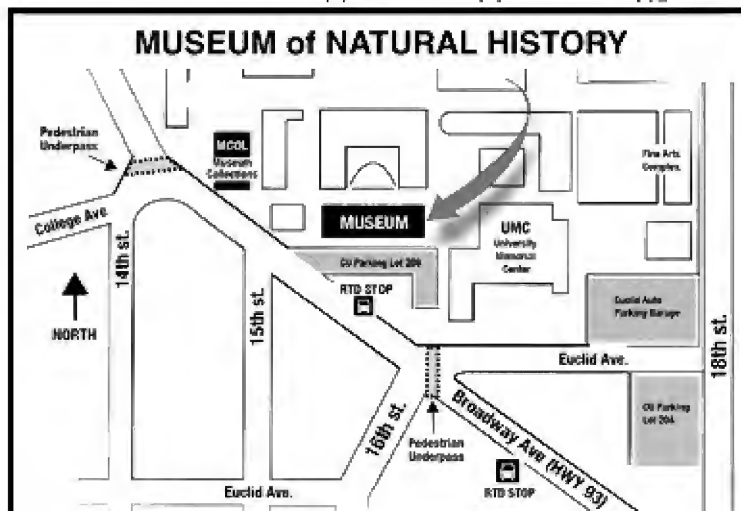 MUSEUM of NATURAL HISTORY
Pedestrian
Underpass
MCOL
Museum
Collections
Fine Arts
Complex
College Ave
MUSEUM
UMC
University
Memorial
Center
14th st.
CU Parking Lot 208
RTD STOP
Euclid Auto
Parking Garage
NORTH
15th st.
Euclid Ave.
18th st.
16th st.
Broadway Ave (HWY 93)
CU Parking
Lot 204
Pedestrian
Underpass
Euclid Ave.
RTD STOP